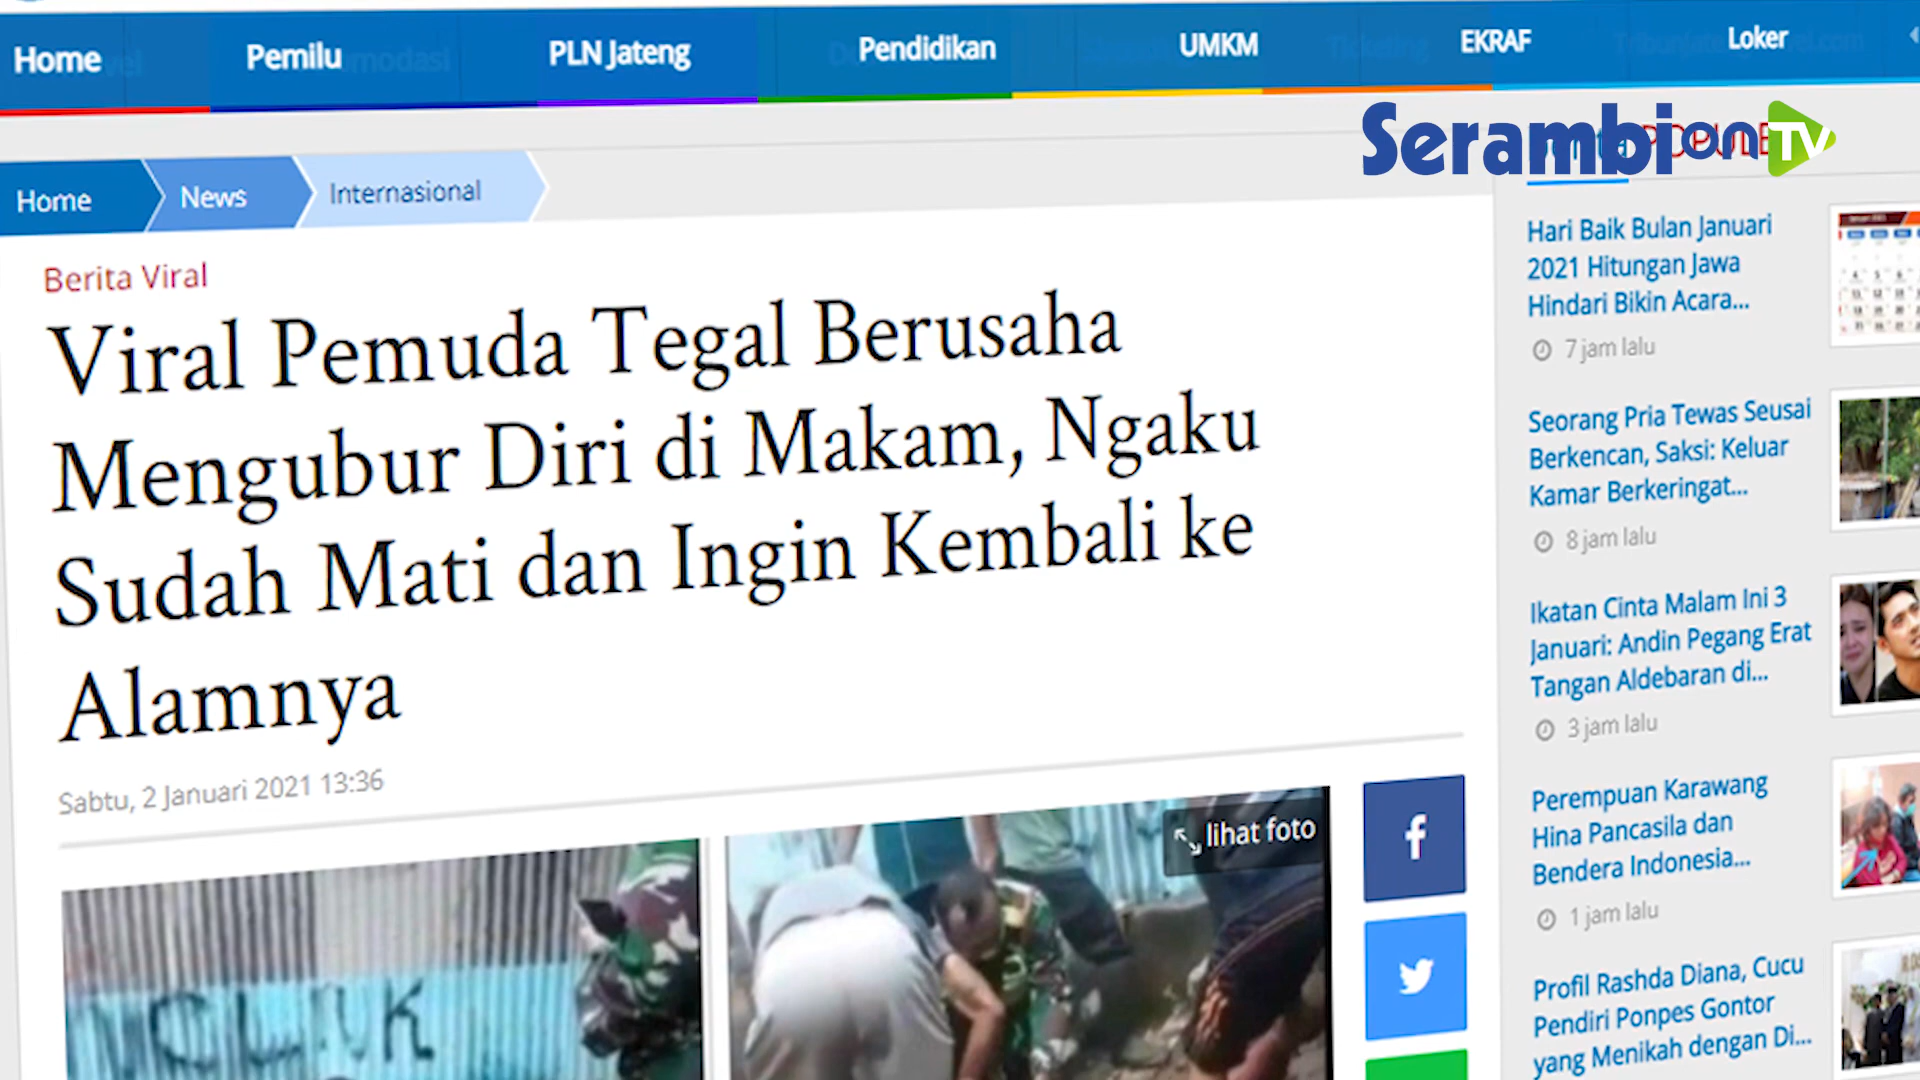 Home
Pemilu
PLN Jateng
Pendidikan
UMKM
EKRAF
Loker
Serambi on TV
Home
News
Internasional
Berita Viral
Viral Pemuda Tegal Berusaha
Mengubur Diri di Makam, Ngaku
Sudah Mati dan Ingin Kembali ke
Alamnya
Sabtu, 2 Januari 2021 13:36
lihat foto
f
Hari Baik Bulan Januari
2021 Hitungan Jawa
Hindari Bikin Acara...
7 jam lalu
Seorang Pria Tewas Seusai
Berkencan, Saksi: Keluar
Kamar Berkeringat...
8 jam lalu
Ikatan Cinta Malam Ini 3
Januari: Andin Pegang Erat
Tangan Aldebaran di...
3 jam lalu
Perempuan Karawang
Hina Pancasila dan
Bendera Indonesia...
1 jam lalu
Profil Rashda Diana, Cucu
Pendiri Ponpes Gontor
yang Menikah dengan Di...